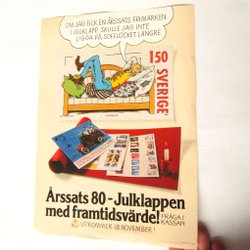 OM JAG FICK EN ÅRSSATS FRIMÄRKEN
I JULKLAPP, SKULLE JAG INTE
LIGGA PÅ SOFFLOCKET LÄNGRE
150
SVERIGE
Årssats 80 - Julklappen
med framtidsvärde!
FRÅGA I
KASSAN
UTKOMMER 18 NOVEMBER!